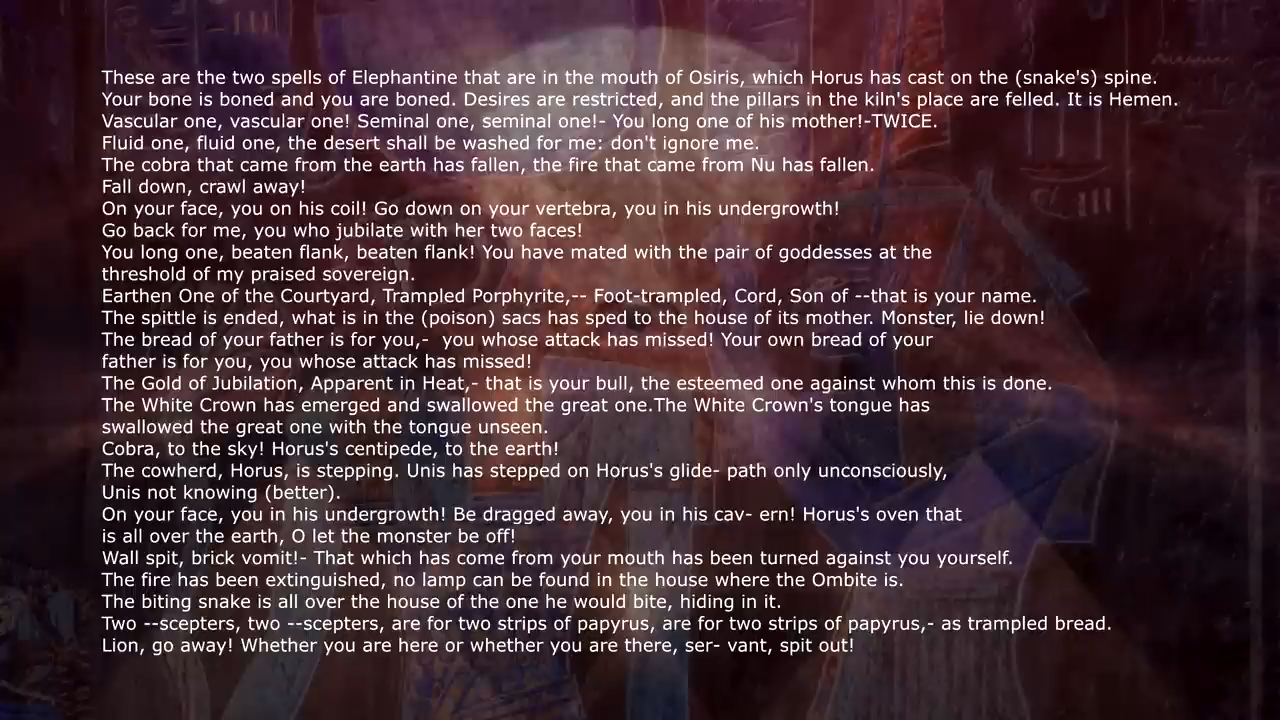 These are the two spells of Elephantine that are in the mouth of Osiris, which Horus has cast on the (snake's) spine.
Your bone is boned and you are boned. Desires are restricted, and the pillars in the kiln's place are felled. It is Hemen.
Vascular one, vascular one! Seminal one, seminal one!- You long one of his mother!-TWICE.
Fluid one, fluid one, the desert shall be washed for me: don't ignore me.
The cobra that came from the earth has fallen, the fire that came from Nu has fallen.
Fall down, crawl away!
On your face, you on his coil! Go down on your vertebra, you in his undergrowth!
Go back for me, you who jubilate with her two faces!
You long one, beaten flank, beaten flank! You have mated with the pair of goddesses at the
threshold of my praised sovereign.
Earthen One of the Courtyard, Trampled Porphyrite,-- Foot-trampled, Cord, Son of --that is your name.
The spittle is ended, what is in the (poison) sacs has sped to the house of its mother. Monster, lie down!
The bread of your father is for you,-  you whose attack has missed! Your own bread of your
father is for you, you whose attack has missed!
The Gold of Jubilation, Apparent in Heat,- that is your bull, the esteemed one against whom this is done.
The White Crown has emerged and swallowed the great one.The White Crown's tongue has
swallowed the great one with the tongue unseen.
Cobra, to the sky! Horus's centipede, to the earth!
The cowherd, Horus, is stepping. Unis has stepped on Horus's glide- path only unconsciously,
Unis not knowing (better).
On your face, you in his undergrowth! Be dragged away, you in his cav- ern! Horus's oven that
is all over the earth, O let the monster be off!
Wall spit, brick vomit!- That which has come from your mouth has been turned against you yourself.
The fire has been extinguished, no lamp can be found in the house where the Ombite is.
The biting snake is all over the house of the one he would bite, hiding in it.
Two --scepters, two --scepters, are for two strips of papyrus, are for two strips of papyrus,- as trampled bread.
Lion, go away! Whether you are here or whether you are there, ser- vant, spit out!